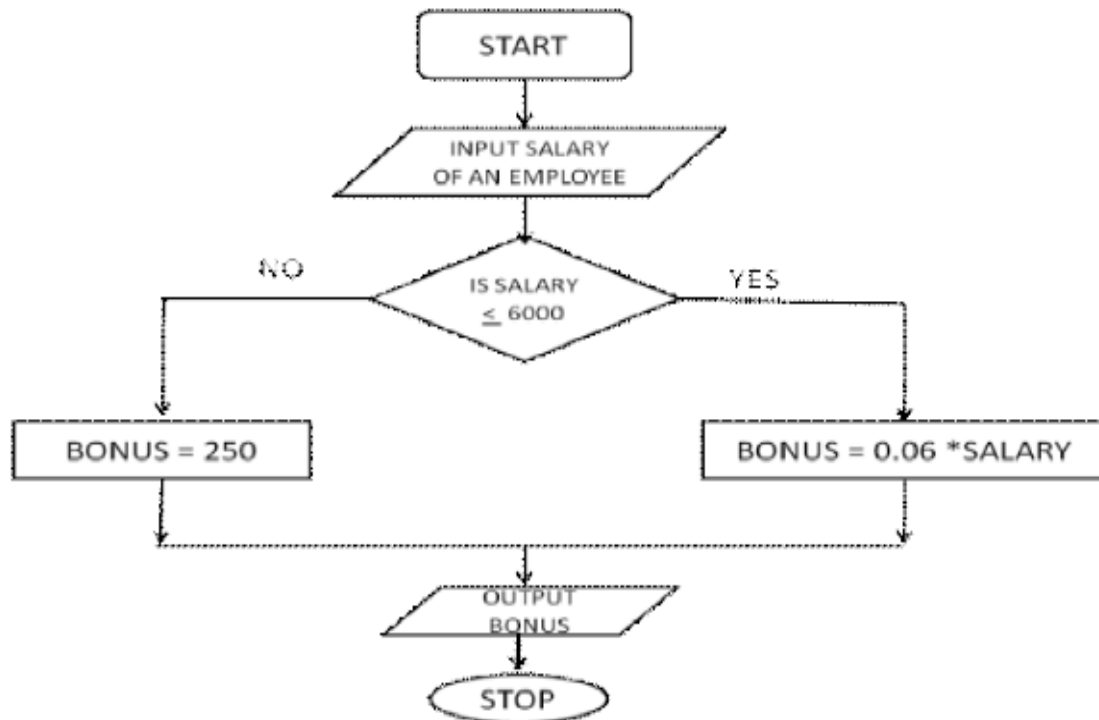 START
INPUT SALARY
OF AN EMPLOYEE
NO
YES
IS SALARY
≤ 6000
BONUS = 250
BONUS = 0.06 *SALARY
OUTPUT
BONUS
STOP